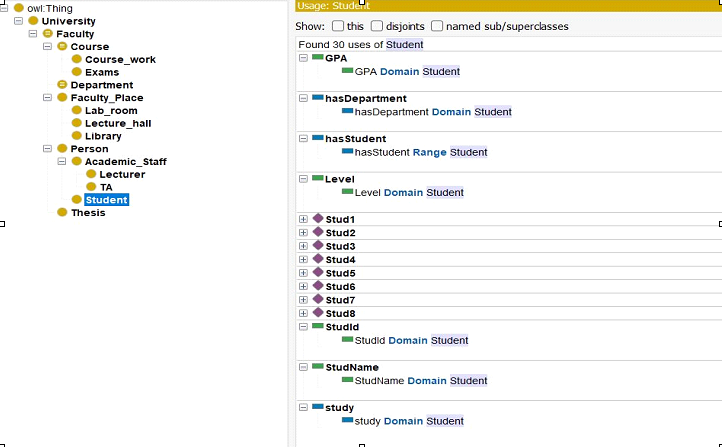 owl:Thing
University
Faculty
Course
Course_work
Exams
Department
Faculty_Place
Lab_room
Lecture_hall
Library
Person
Academic_Staff
Lecturer
TA
Student
Thesis
Usage: Student
Show: this disjoints named sub/superclasses
Found 30 uses of Student
GPA
GPA Domain Student
hasDepartment
hasDepartment Domain Student
hasStudent
hasStudent Range Student
Level
Level Domain Student
Stud1
Stud2
Stud3
Stud4
Stud5
Stud6
Stud7
Stud8
StudId
StudId Domain Student
StudName
StudName Domain Student
study
study Domain Student